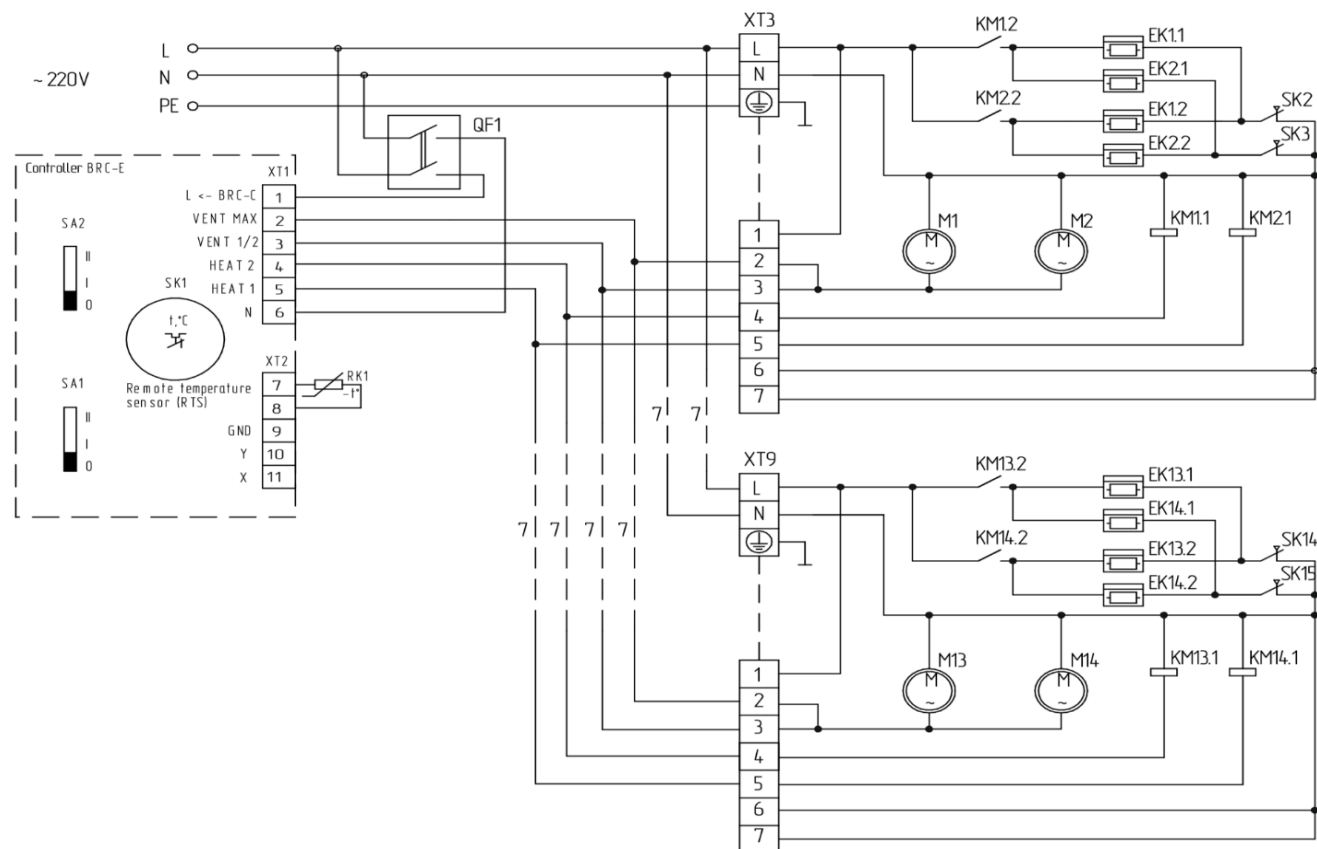 L
N
PE
~ 220V
QF1
Controller BRC-E
SA2
II
I
0
SK1
t,°C
Remote temperature
sensor (RTS)
SA1
II
I
0
XT1
L <- BRC-C 1
VENT MAX 2
VENT 1/2 3
HEAT 2 4
HEAT 1 5
N 6
XT2
7
8
GND 9
Y 10
X 11
RK1
-t°
7
7
7
7
7
7
XT3
L
N
1
2
3
4
5
6
7
KM1.2
KM2.2
EK1.1
EK2.1
EK1.2
EK2.2
SK2
SK3
M1
M
~
M2
M
~
KM1.1
KM2.1
XT9
L
N
1
2
3
4
5
6
7
KM13.2
KM14.2
EK13.1
EK14.1
EK13.2
EK14.2
SK14
SK15
M13
M
~
M14
M
~
KM13.1
KM14.1